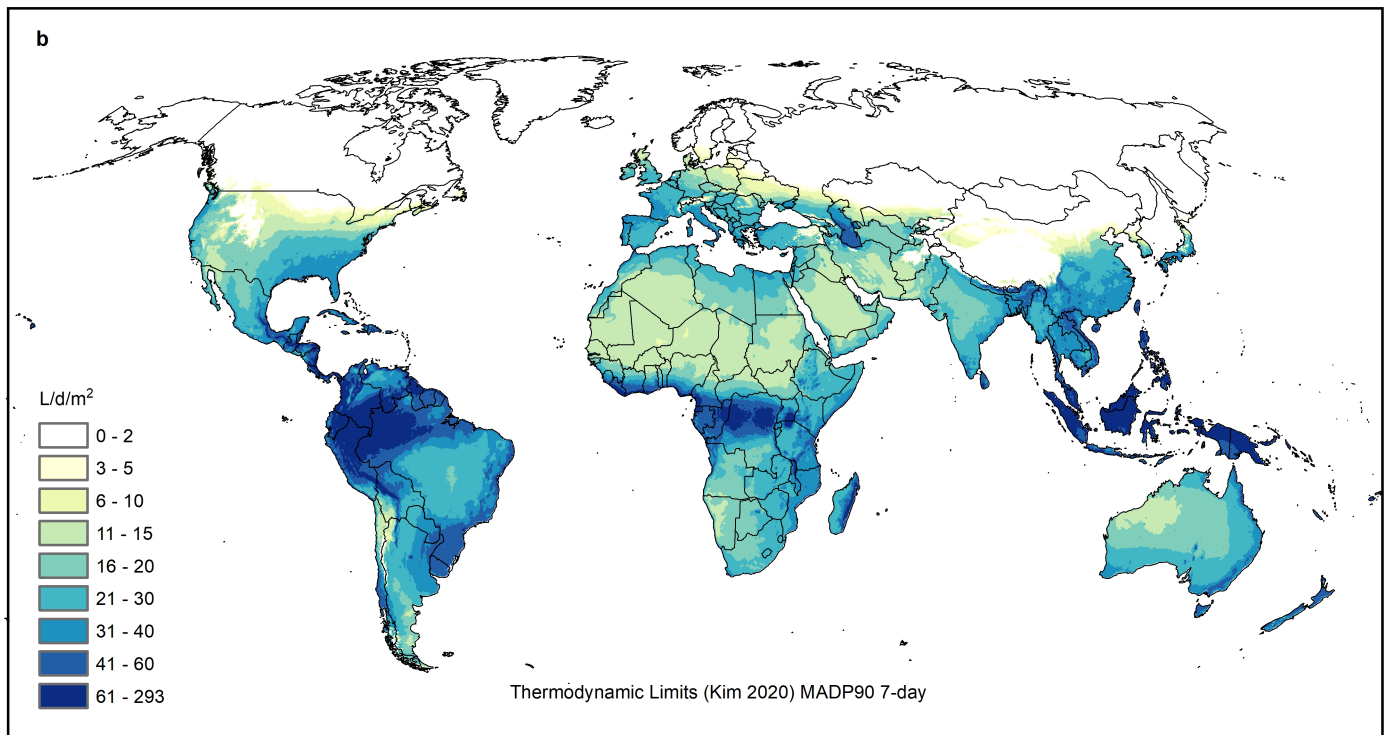 b
L/d/m²
0 - 2
3 - 5
6 - 10
11 - 15
16 - 20
21 - 30
31 - 40
41 - 60
61 - 293
Thermodynamic Limits (Kim 2020) MADP90 7-day